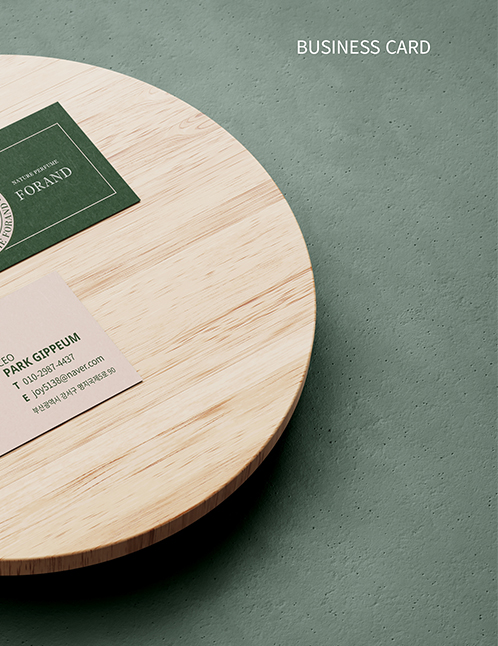 BUSINESS CARD
NATURE PERFUME
FORAND
FORAND
PARK GIPPEUM
T 010-2987-4437
E joy5138@naver.com
부산광역시 강서구 명지국제5로 90